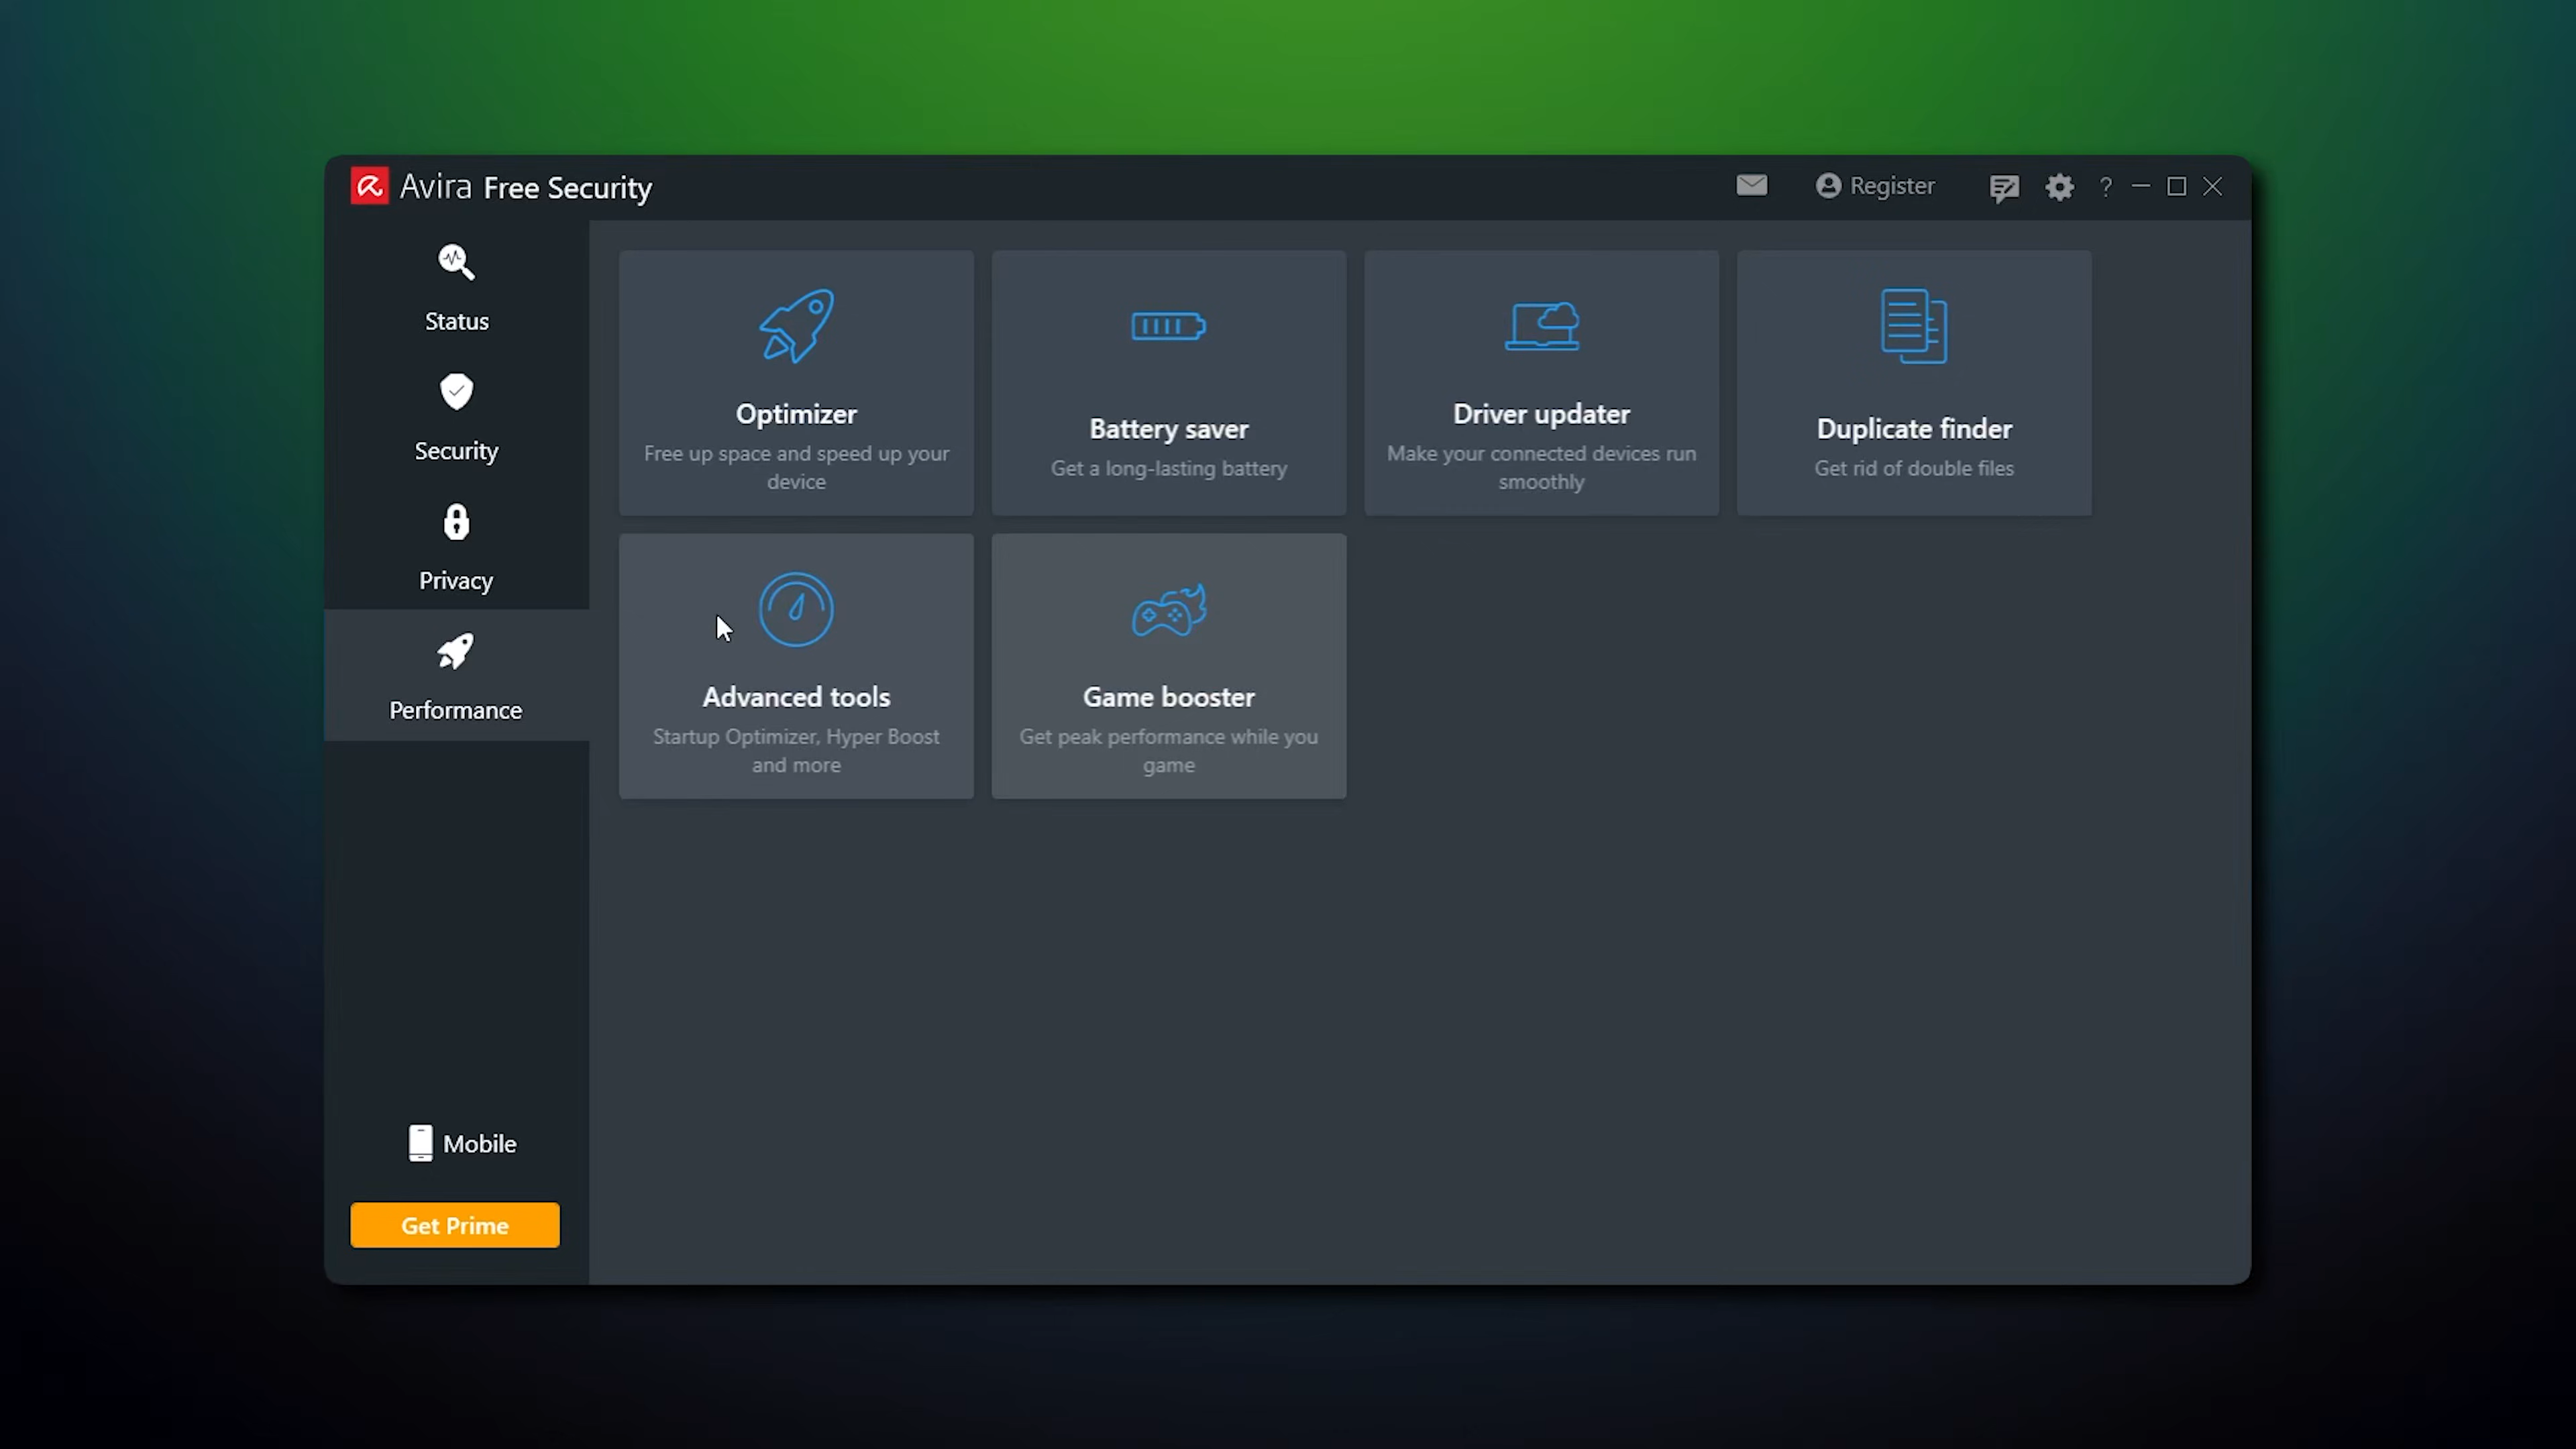 Avira Free Security
Register
?
Status
Security
Privacy
Performance
Mobile
Get Prime
Optimizer
Free up space and speed up your
device
Battery saver
Get a long-lasting battery
Driver updater
Make your connected devices run
smoothly
Duplicate finder
Get rid of double files
Advanced tools
Startup Optimizer, Hyper Boost
and more
Game booster
Get peak performance while you
game